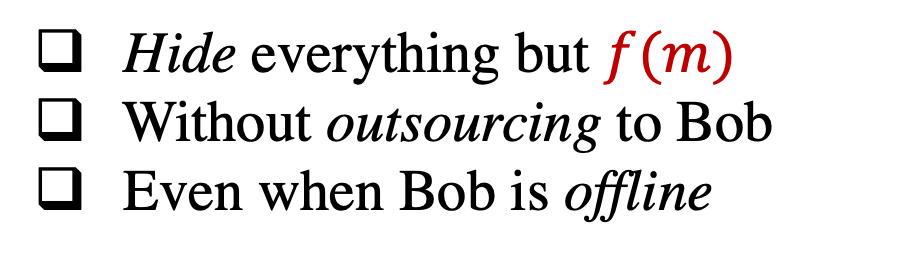 ❑ Hide everything but f(m)
❑ Without outsourcing to Bob
❑ Even when Bob is offline